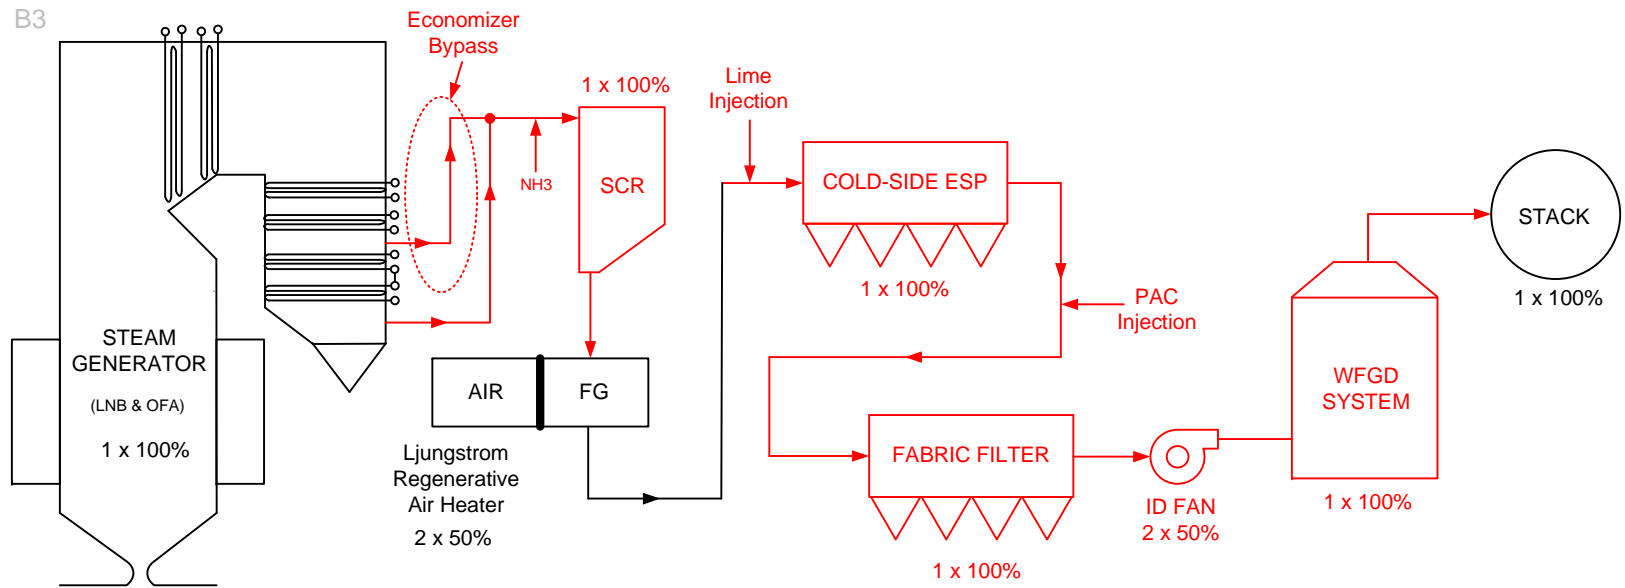 B3
Economizer
Bypass
1 x 100%
Lime
Injection
NH3
SCR
COLD-SIDE ESP
1 x 100%
STACK
1 x 100%
PAC
Injection
STEAM
GENERATOR
(LNB & OFA)
1 x 100%
AIR
FG
Ljungstrom
Regenerative
Air Heater
2 x 50%
WFGD
SYSTEM
1 x 100%
FABRIC FILTER
1 x 100%
ID FAN
2 x 50%